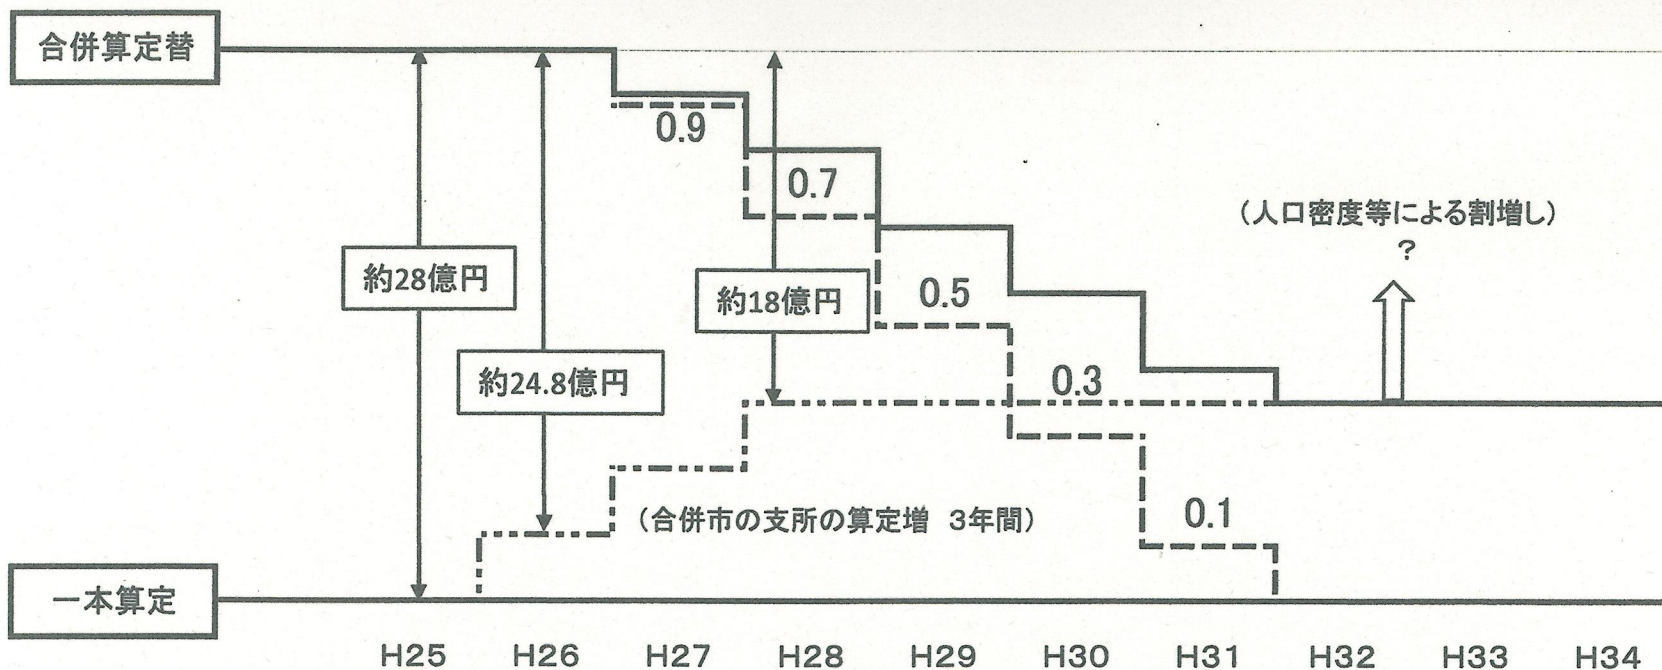 合併算定替
0.9
0.7
(人口密度等による割増し)
?
約28億円
約18億円
0.5
約24.8億円
0.3
(合併市の支所の算定増 3年間)
0.1
一本算定
H25 H26 H27 H28 H29 H30 H31 H32 H33 H34